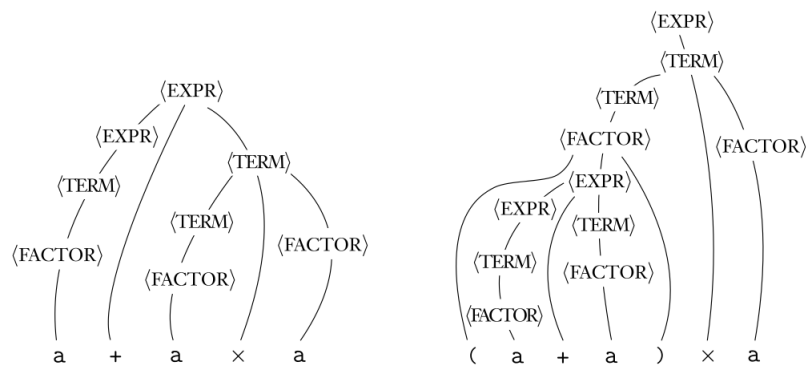 ⟨EXPR⟩
⟨EXPR⟩
⟨TERM⟩
⟨TERM⟩
⟨TERM⟩
⟨FACTOR⟩
⟨FACTOR⟩
⟨FACTOR⟩
a + a × a
⟨EXPR⟩
⟨TERM⟩
⟨TERM⟩
⟨FACTOR⟩
⟨FACTOR⟩
⟨EXPR⟩
⟨EXPR⟩
⟨TERM⟩
⟨TERM⟩
⟨FACTOR⟩
⟨FACTOR⟩
( a + a ) × a